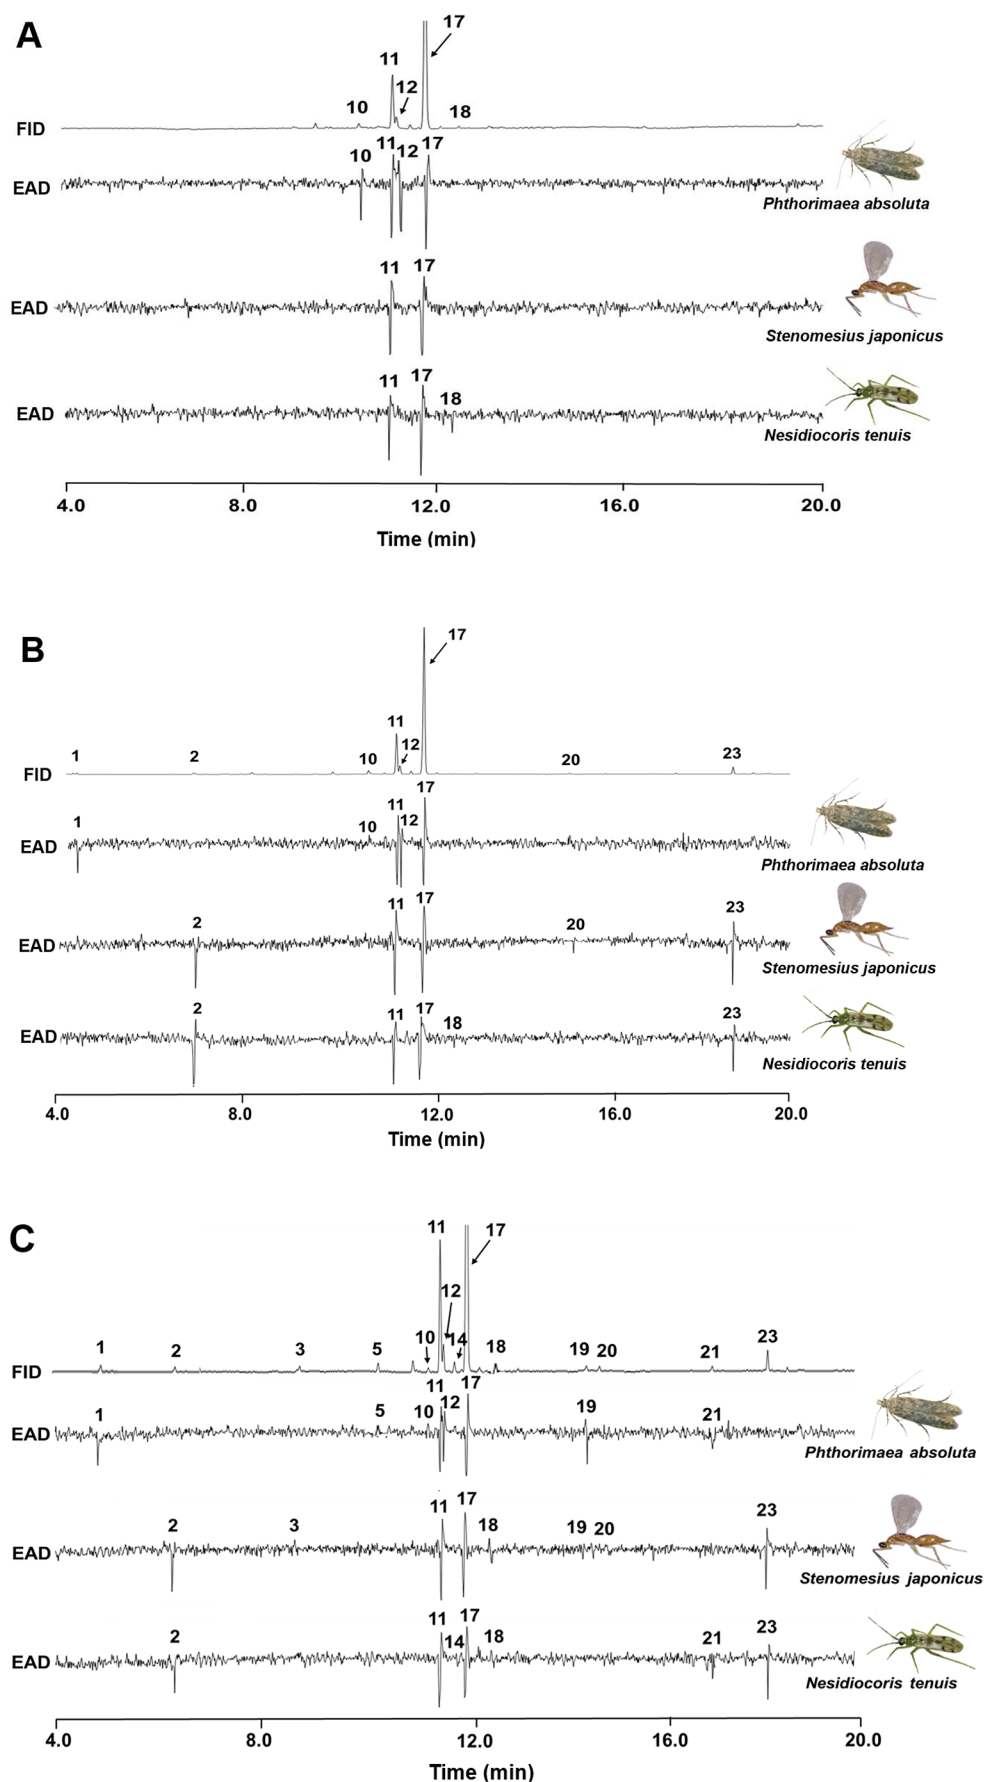 A
17
11
12
10
18
FID
10
11
12
17
EAD
Phthorimaea absoluta
11
17
EAD
Stenomesius japonicus
11
17
18
EAD
Nesidiocoris tenuis
4.0 8.0 12.0 16.0 20.0
Time (min)
B
17
11
12
1 2 10 20 23
FID
17
11
12
1
10
EAD
Phthorimaea absoluta
2 11 17 20 23
EAD
Stenomesius japonicus
2 11 17 18 23
EAD
Nesidiocoris tenuis
4.0 8.0 12.0 16.0 20.0
Time (min)
C
11
17
12
1 2 3 5 10 14 18 19 20 21 23
FID
1 5 10 11 12 17 19 21
EAD
Phthorimaea absoluta
2 3 11 17 18 19 20 23
EAD
Stenomesius japonicus
2 11 14 17 18 21 23
EAD
Nesidiocoris tenuis
4.0 8.0 12.0 16.0 20.0
Time (min)